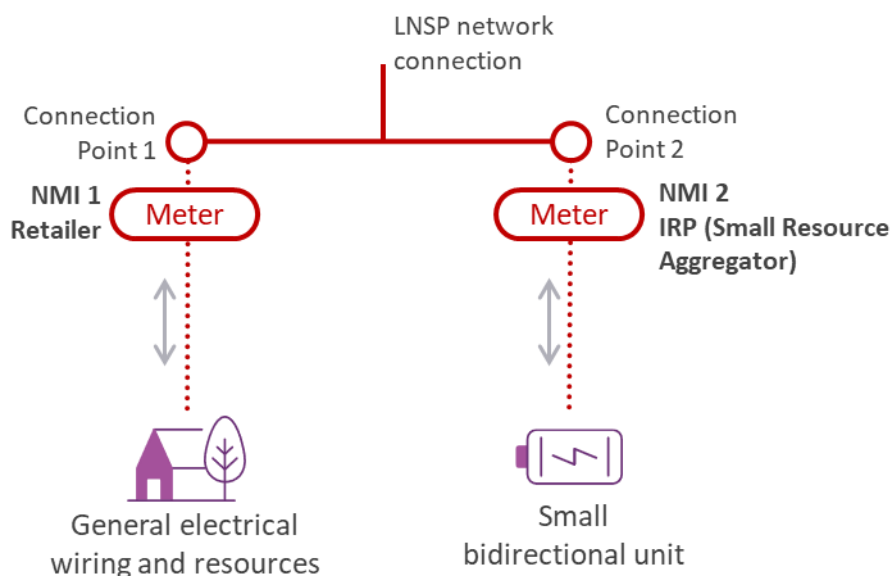 LNSP network
connection
Connection
Point 1
Connection
Point 2
NMI 1
Retailer
Meter
Meter
NMI 2
IRP (Small Resource
Aggregator)
General electrical
wiring and resources
Small
bidirectional unit